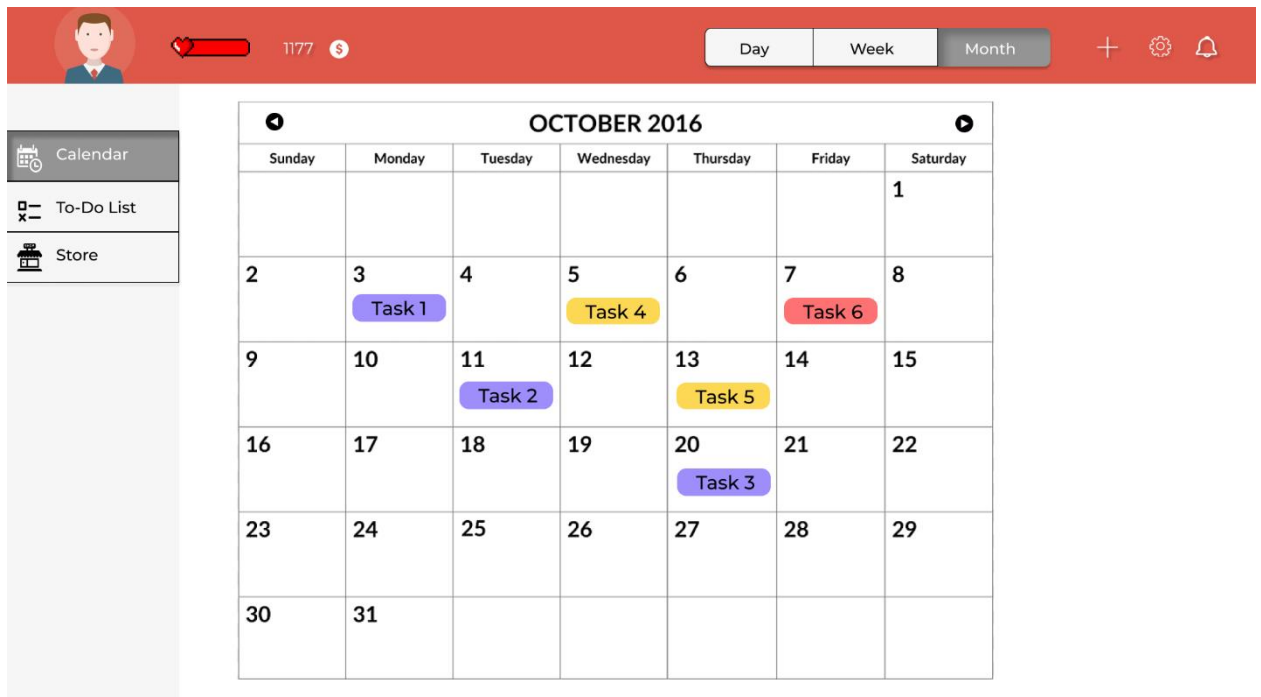 1177 $
Day Week Month
Calendar
To-Do List
Store
OCTOBER 2016
Sunday Monday Tuesday Wednesday Thursday Friday Saturday
1
2 3 4 5 6 7 8
Task 1 Task 4 Task 6
9 10 11 12 13 14 15
Task 2 Task 5
16 17 18 19 20 21 22
Task 3
23 24 25 26 27 28 29
30 31